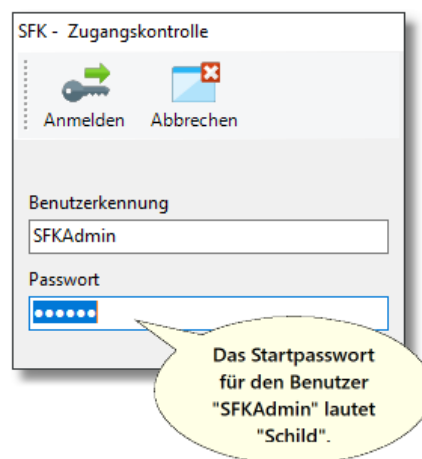 SFK - Zugangskontrolle
Anmelden Abbrechen
Benutzerkennung
SFKAdmin
Passwort
••••••
Das Startpasswort
für den Benutzer
"SFKAdmin" lautet
"Schild".